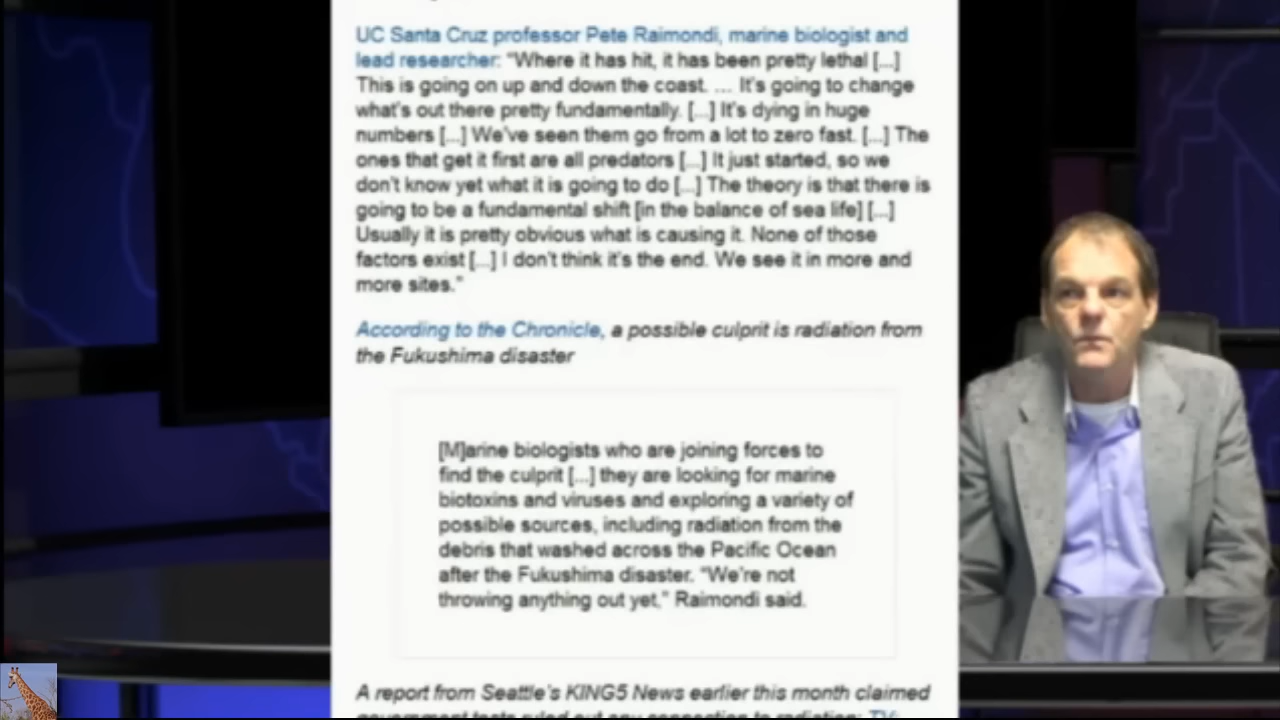 UC Santa Cruz professor Pete Raimondi, marine biologist and
lead researcher: “Where it has hit, it has been pretty lethal [...]
This is going on up and down the coast. … It's going to change
what's out there pretty fundamentally. [...] It's dying in huge
numbers [...] We've seen them go from a lot to zero fast. [...] The
ones that get it first are all predators [...] It just started, so we
don't know yet what it is going to do [...] The theory is that there is
going to be a fundamental shift [in the balance of sea life] [...]
Usually it is pretty obvious what is causing it. None of those
factors exist [...] I don't think it's the end. We see it in more and
more sites.”
According to the Chronicle, a possible culprit is radiation from
the Fukushima disaster
[M]arine biologists who are joining forces to
find the culprit [...] they are looking for marine
biotoxins and viruses and exploring a variety of
possible sources, including radiation from the
debris that washed across the Pacific Ocean
after the Fukushima disaster. “We're not
throwing anything out yet,” Raimondi said.
A report from Seattle's KING5 News earlier this month claimed
government tests ruled out any connection to radiation: TV: